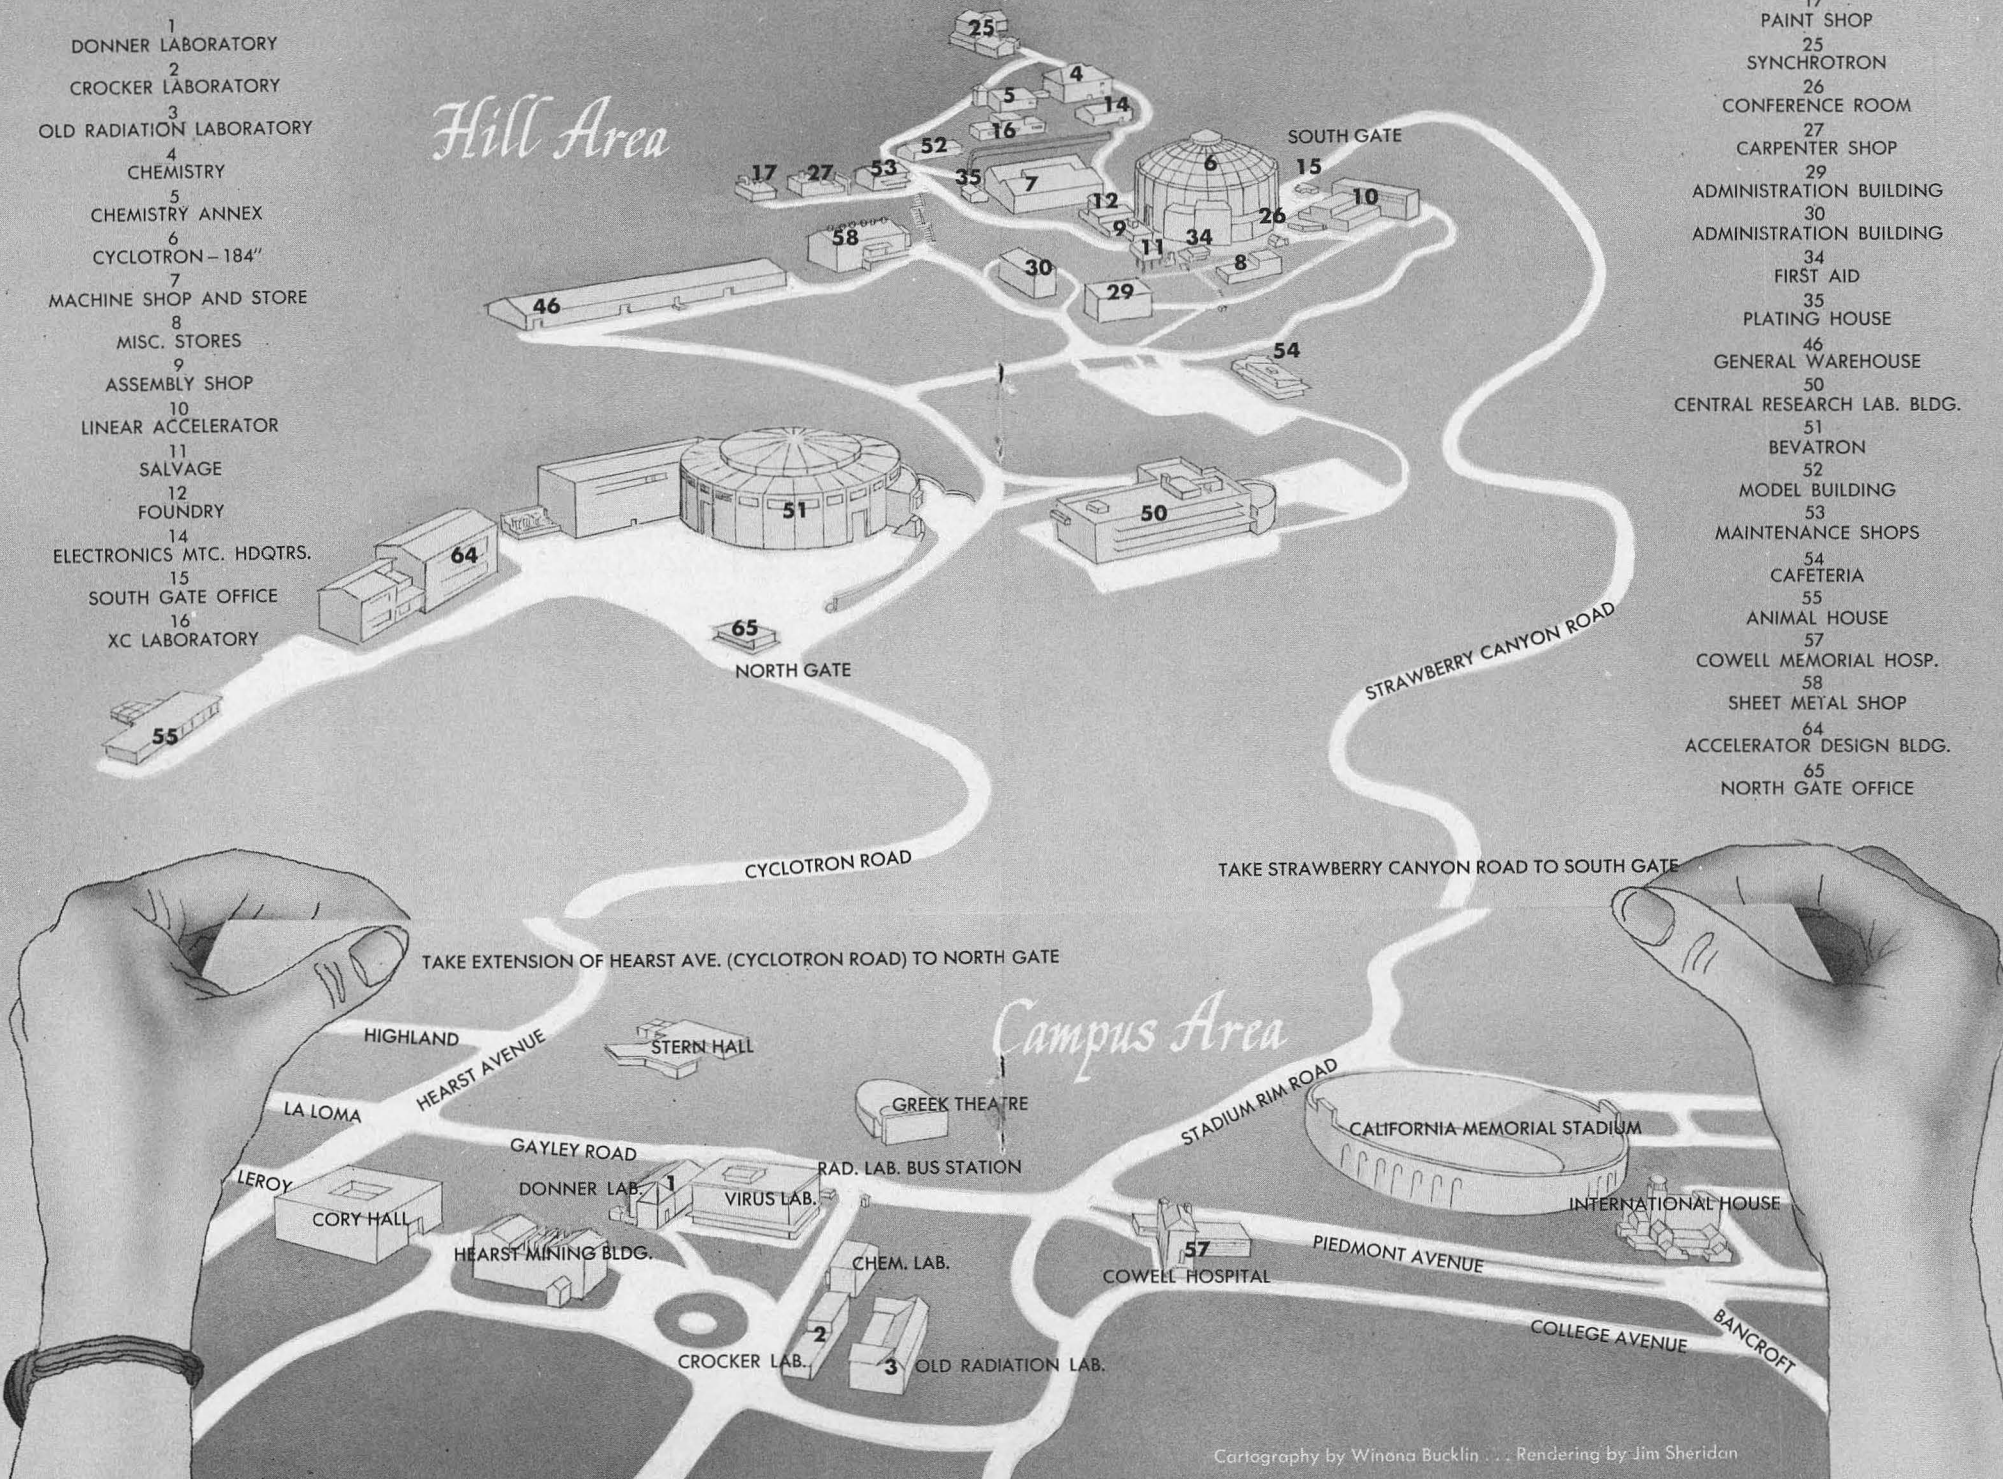 1
DONNER LABORATORY
2
CROCKER LABORATORY
3
OLD RADIATION LABORATORY
4
CHEMISTRY
5
CHEMISTRY ANNEX
6
CYCLOTRON – 184"
7
MACHINE SHOP AND STORE
8
MISC. STORES
9
ASSEMBLY SHOP
10
LINEAR ACCELERATOR
11
SALVAGE
12
FOUNDRY
14
ELECTRONICS MTC. HDQTRS.
15
SOUTH GATE OFFICE
16
XC LABORATORY
17
PAINT SHOP
25
SYNCHROTRON
26
CONFERENCE ROOM
27
CARPENTER SHOP
29
ADMINISTRATION BUILDING
30
ADMINISTRATION BUILDING
34
FIRST AID
35
PLATING HOUSE
46
GENERAL WAREHOUSE
50
CENTRAL RESEARCH LAB. BLDG.
51
BEVATRON
52
MODEL BUILDING
53
MAINTENANCE SHOPS
54
CAFETERIA
55
ANIMAL HOUSE
57
COWELL MEMORIAL HOSP.
58
SHEET METAL SHOP
64
ACCELERATOR DESIGN BLDG.
65
NORTH GATE OFFICE
Hill Area
25
4
5
14
16
52
SOUTH GATE
6
15
17
27
53
35
7
10
12
26
9
58
11
34
30
8
29
46
54
51
50
64
65
NORTH GATE
55
STRAWBERRY CANYON ROAD
CYCLOTRON ROAD
TAKE STRAWBERRY CANYON ROAD TO SOUTH GATE
TAKE EXTENSION OF HEARST AVE. (CYCLOTRON ROAD) TO NORTH GATE
Campus Area
HIGHLAND
HEARST AVENUE
STERN HALL
LA LOMA
GREEK THEATRE
STADIUM RIM ROAD
CALIFORNIA MEMORIAL STADIUM
GAYLEY ROAD
RAD. LAB. BUS STATION
LEROY
DONNER LAB.
1
VIRUS LAB.
INTERNATIONAL HOUSE
CORY HALL
HEARST MINING BLDG.
CHEM. LAB.
57
COWELL HOSPITAL
PIEDMONT AVENUE
2
CROCKER LAB.
3
OLD RADIATION LAB.
COLLEGE AVENUE
BANCROFT
Cartography by Winona Bucklin . . . Rendering by Jim Sheridan